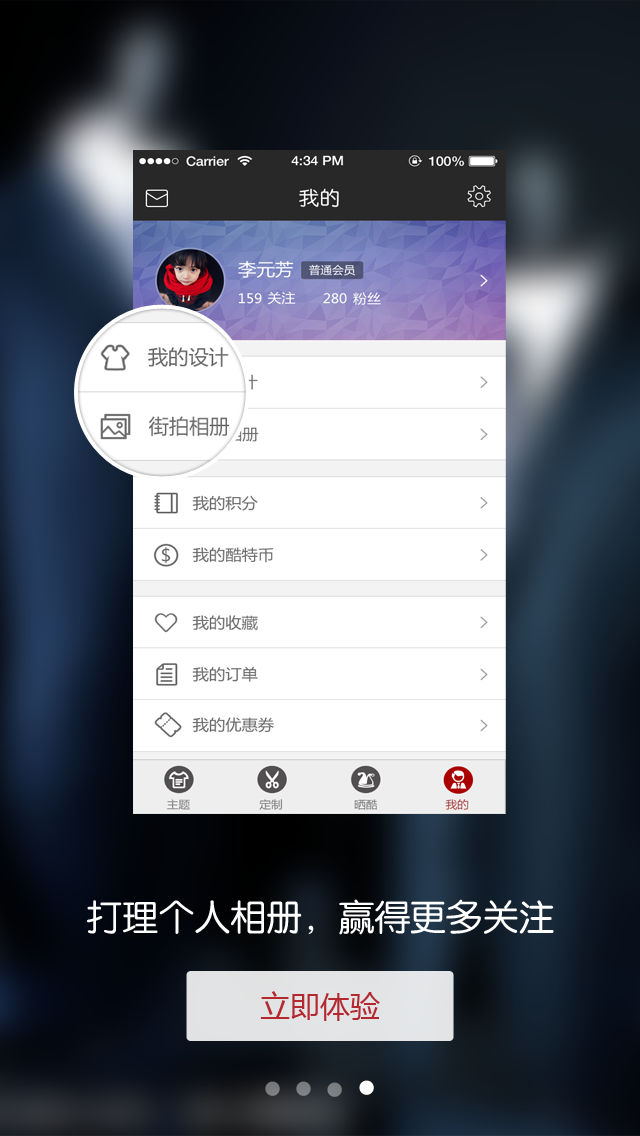 Carrier 4:34 PM 100%
我的
李元芳 普通会员
159 关注 280 粉丝
我的设计
计
街拍相册
相册
我的积分
$ 我的酷特币
我的收藏
我的订单
我的优惠券
主题 定制 晒酷 我的
打理个人相册，赢得更多关注
立即体验